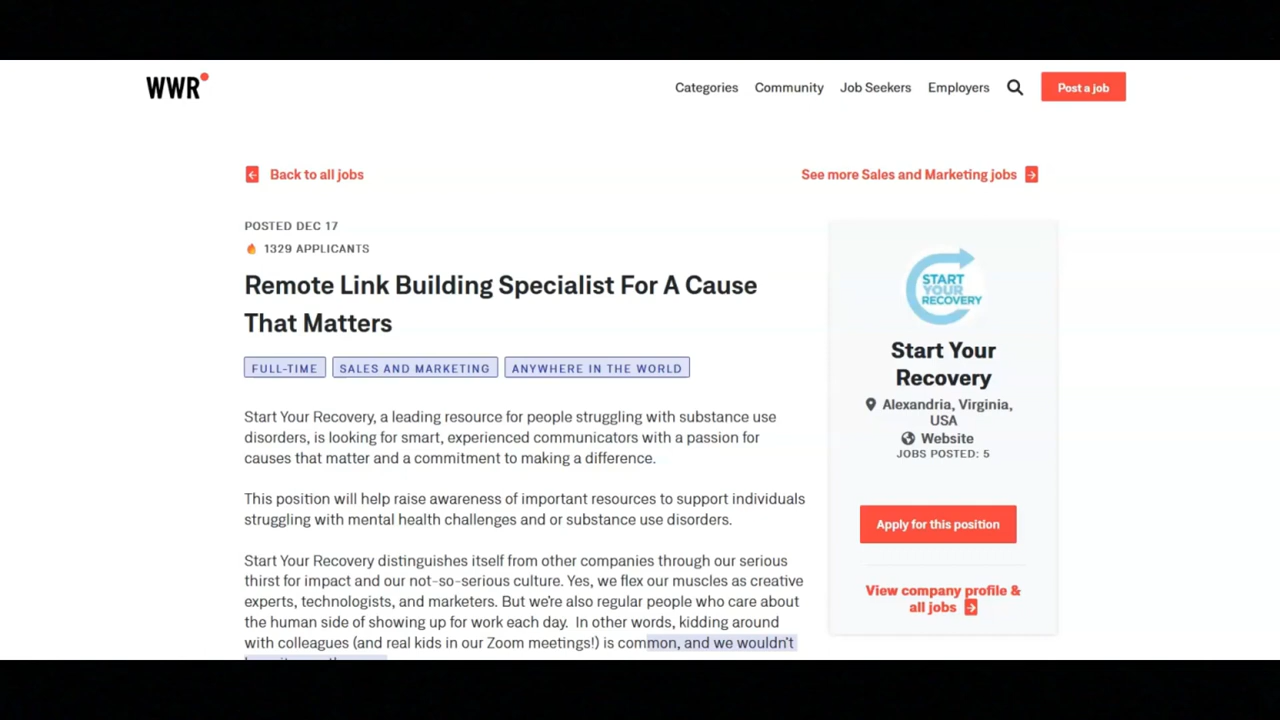 WWR
Categories Community Job Seekers Employers Post a job
Back to all jobs
See more Sales and Marketing jobs
POSTED DEC 17
1329 APPLICANTS
Remote Link Building Specialist For A Cause
That Matters
FULL-TIME SALES AND MARKETING ANYWHERE IN THE WORLD
Start Your Recovery, a leading resource for people struggling with substance use
disorders, is looking for smart, experienced communicators with a passion for
causes that matter and a commitment to making a difference.
This position will help raise awareness of important resources to support individuals
struggling with mental health challenges and or substance use disorders.
Start Your Recovery distinguishes itself from other companies through our serious
thirst for impact and our not-so-serious culture. Yes, we flex our muscles as creative
experts, technologists, and marketers. But we're also regular people who care about
the human side of showing up for work each day. In other words, kidding around
with colleagues (and real kids in our Zoom meetings!) is common, and we wouldn't
START
YOUR
RECOVERY
Start Your
Recovery
Alexandria, Virginia,
USA
Website
JOBS POSTED: 5
Apply for this position
View company profile &
all jobs